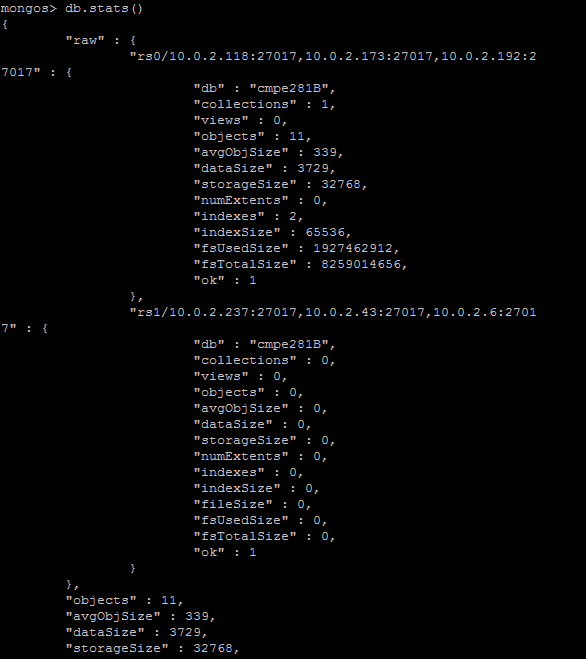 mongos> db.stats()
{
        "raw" : {
                "rs0/10.0.2.118:27017,10.0.2.173:27017,10.0.2.192:2
7017" : {
                        "db" : "cmpe281B",
                        "collections" : 1,
                        "views" : 0,
                        "objects" : 11,
                        "avgObjSize" : 339,
                        "dataSize" : 3729,
                        "storageSize" : 32768,
                        "numExtents" : 0,
                        "indexes" : 2,
                        "indexSize" : 65536,
                        "fsUsedSize" : 1927462912,
                        "fsTotalSize" : 8259014656,
                        "ok" : 1
                },
                "rs1/10.0.2.237:27017,10.0.2.43:27017,10.0.2.6:2701
7" : {
                        "db" : "cmpe281B",
                        "collections" : 0,
                        "views" : 0,
                        "objects" : 0,
                        "avgObjSize" : 0,
                        "dataSize" : 0,
                        "storageSize" : 0,
                        "numExtents" : 0,
                        "indexes" : 0,
                        "indexSize" : 0,
                        "fileSize" : 0,
                        "fsUsedSize" : 0,
                        "fsTotalSize" : 0,
                        "ok" : 1
                }
        },
        "objects" : 11,
        "avgObjSize" : 339,
        "dataSize" : 3729,
        "storageSize" : 32768,